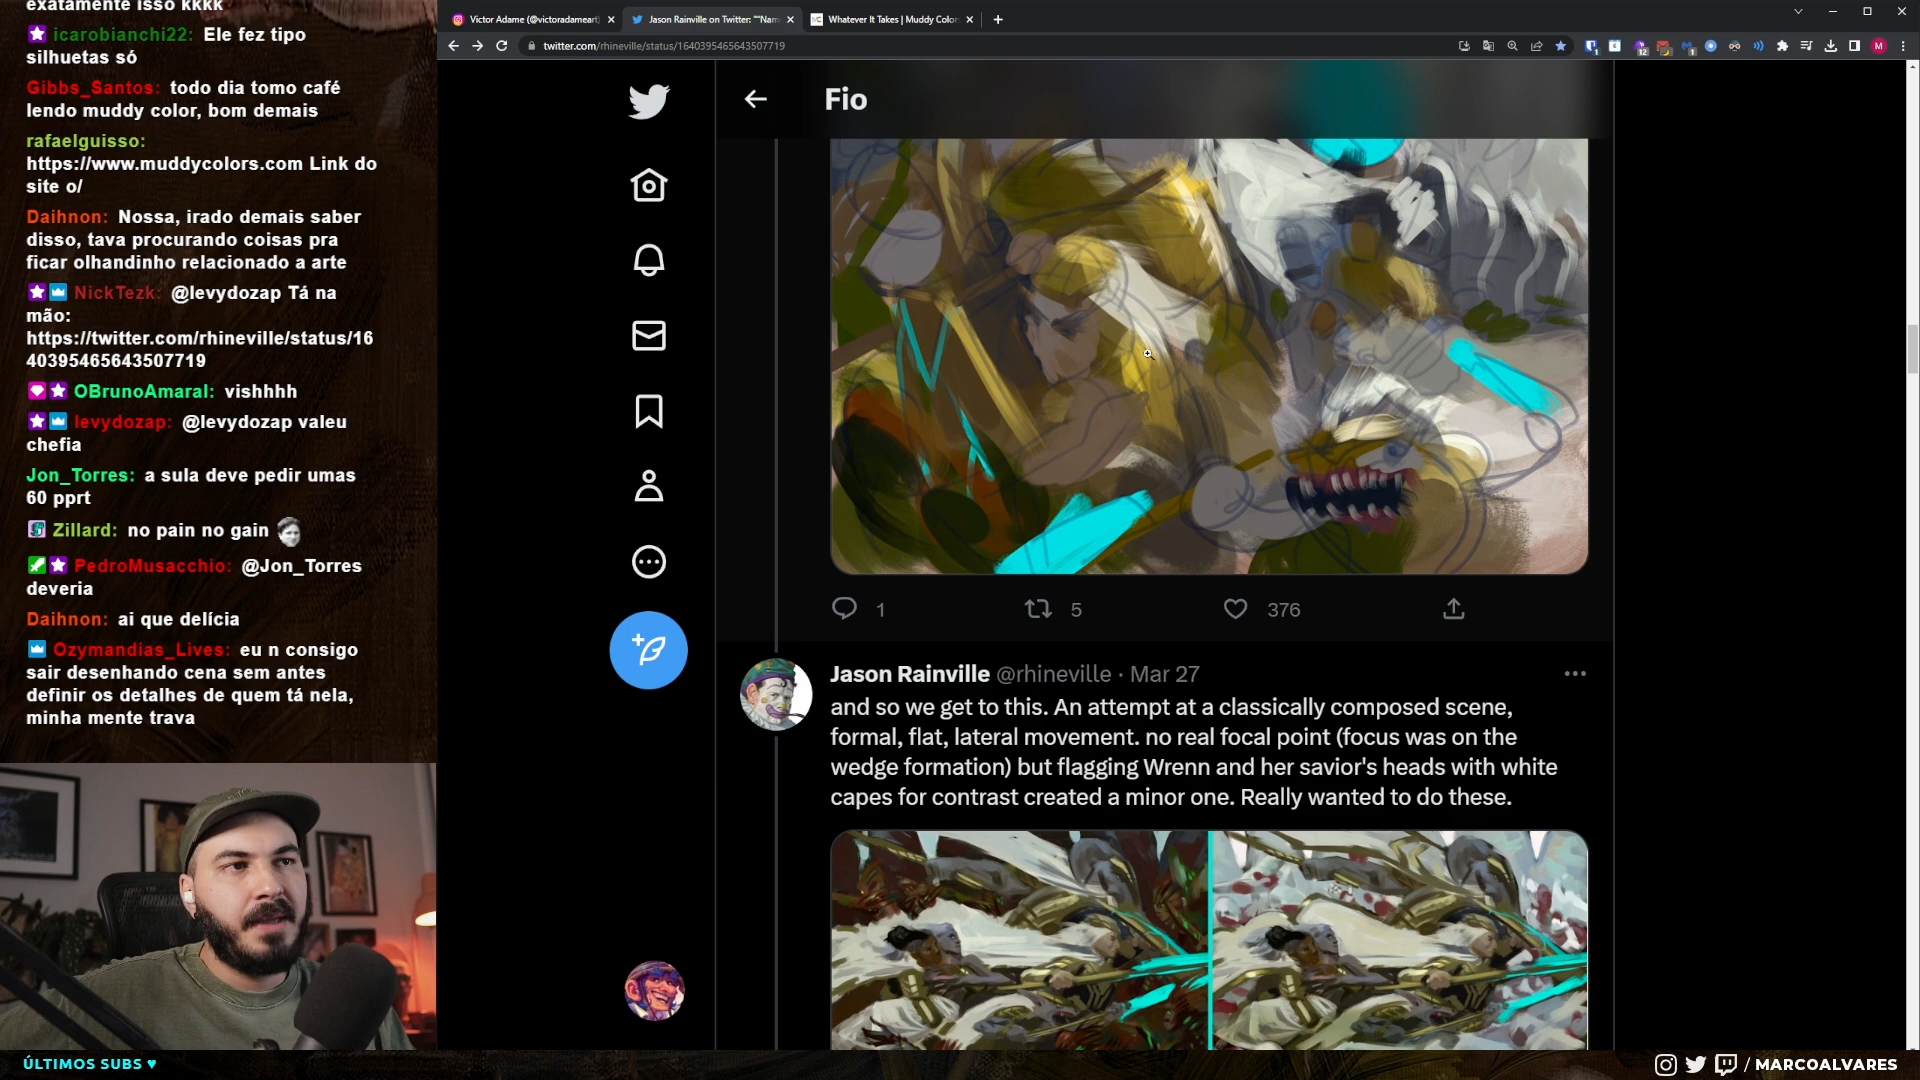 exatamente isso kkkk
icarobianchi22: Ele fez tipo
silhuetas só
Gibbs_Santos: todo dia tomo café
lendo muddy color, bom demais
rafaelguisso:
https://www.muddycolors.com Link do
site o/
Daihnon: Nossa, irado demais saber
disso, tava procurando coisas pra
ficar olhandinho relacionado a arte
NickTezk: @levydozap Tá na
mão:
https://twitter.com/rhineville/status/16
40395465643507719
OBrunoAmaral: vishhhh
levydozap: @levydozap valeu
chefia
Jon_Torres: a sula deve pedir umas
60 pprt
Zillard: no pain no gain
PedroMusacchio: @Jon_Torres
deveria
Daihnon: ai que delícia
Ozymandias_Lives: eu n consigo
sair desenhando cena sem antes
definir os detalhes de quem tá nela,
minha mente trava
ÚLTIMOS SUBS ♥
Victor Adame (@victoradameart)
Jason Rainville on Twitter: ""Nam
Whatever It Takes | Muddy Color
twitter.com/rhineville/status/1640395465643507719
Fio
1
5
376
Jason Rainville @rhineville · Mar 27
and so we get to this. An attempt at a classically composed scene,
formal, flat, lateral movement. no real focal point (focus was on the
wedge formation) but flagging Wrenn and her savior's heads with white
capes for contrast created a minor one. Really wanted to do these.
/ MARCOALVARES